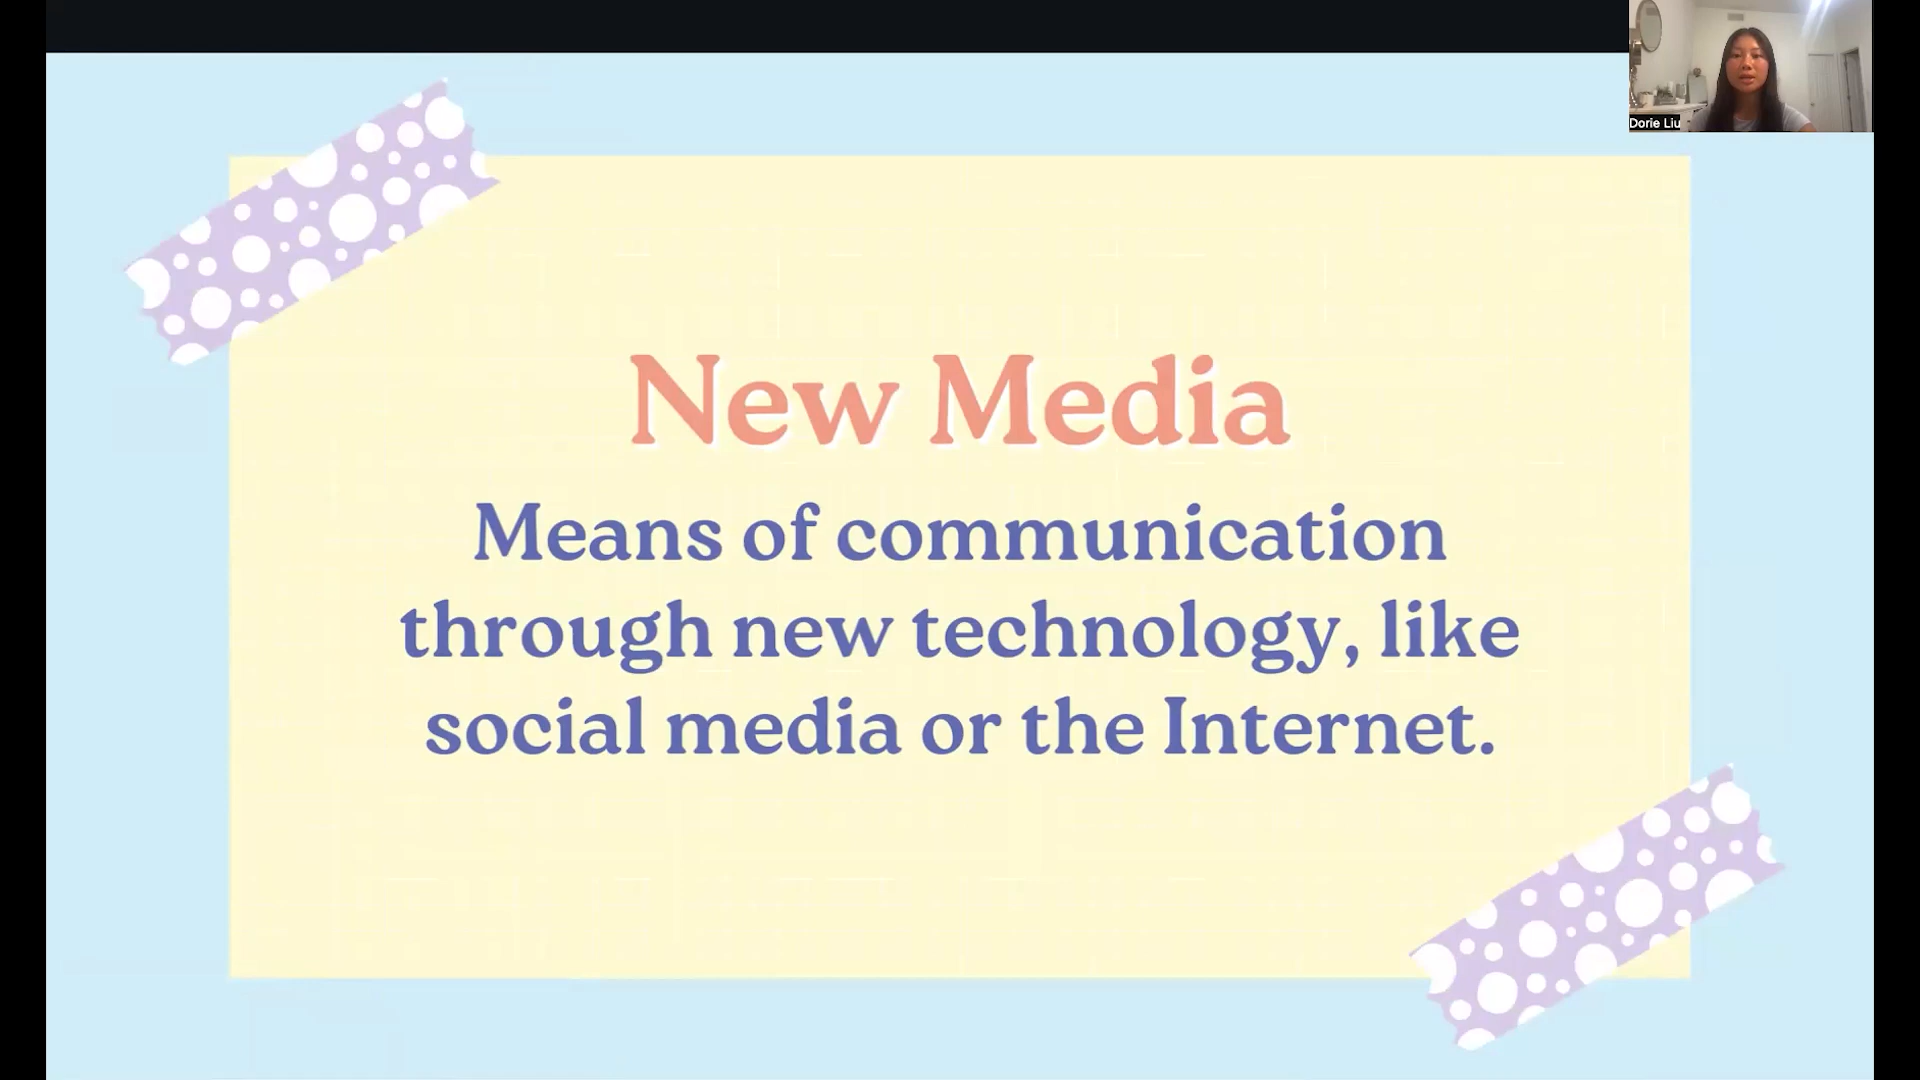 Dorie Liu
New Media
Means of communication
through new technology, like
social media or the Internet.